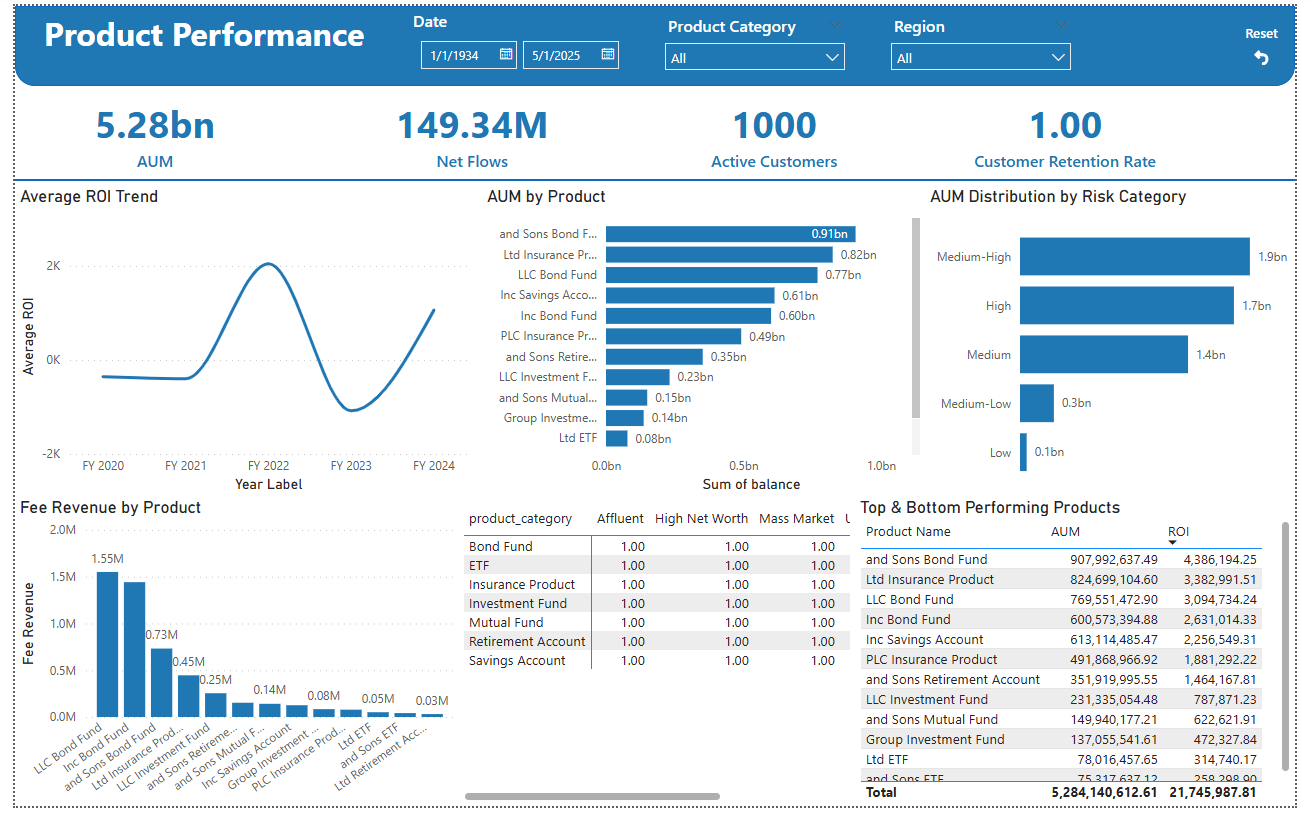 Product Performance
Date
1/1/1934
5/1/2025
Product Category
All
Region
All
Reset
5.28bn
AUM
149.34M
Net Flows
1000
Active Customers
1.00
Customer Retention Rate
Average ROI Trend
2K
0K
-2K
Average ROI
FY 2020
FY 2021
FY 2022
FY 2023
FY 2024
Year Label
AUM by Product
and Sons Bond F... 0.91bn
Ltd Insurance Pr... 0.82bn
LLC Bond Fund 0.77bn
Inc Savings Acco... 0.61bn
Inc Bond Fund 0.60bn
PLC Insurance Pr... 0.49bn
and Sons Retire... 0.35bn
LLC Investment F... 0.23bn
and Sons Mutual... 0.15bn
Group Investme... 0.14bn
Ltd ETF 0.08bn
0.0bn
0.5bn
1.0bn
Sum of balance
AUM Distribution by Risk Category
Medium-High 1.9bn
High 1.7bn
Medium 1.4bn
Medium-Low 0.3bn
Low 0.1bn
Fee Revenue by Product
2.0M
1.5M
1.0M
0.5M
0.0M
Fee Revenue
1.55M
0.73M
0.45M
0.25M
0.14M
0.08M
0.05M
0.03M
LLC Bond Fund
Inc Bond Fund
and Sons Bond Fund
Ltd Insurance Prod...
LLC Investment Fund
and Sons Retireme...
and Sons Mutual F...
Inc Savings Account
Group Investment ...
PLC Insurance Prod...
Ltd ETF
and Sons ETF
Ltd Retirement Acc...
product_category Affluent High Net Worth Mass Market
Bond Fund 1.00 1.00 1.00
ETF 1.00 1.00 1.00
Insurance Product 1.00 1.00 1.00
Investment Fund 1.00 1.00 1.00
Mutual Fund 1.00 1.00 1.00
Retirement Account 1.00 1.00 1.00
Savings Account 1.00 1.00 1.00
Top & Bottom Performing Products
Product Name AUM ROI
and Sons Bond Fund 907,992,637.49 4,386,194.25
Ltd Insurance Product 824,699,104.60 3,382,991.51
LLC Bond Fund 769,551,472.90 3,094,734.24
Inc Bond Fund 600,573,394.88 2,631,014.33
Inc Savings Account 613,114,485.47 2,256,549.31
PLC Insurance Product 491,868,966.92 1,881,292.22
and Sons Retirement Account 351,919,995.55 1,464,167.81
LLC Investment Fund 231,335,054.48 787,871.23
and Sons Mutual Fund 149,940,177.21 622,621.91
Group Investment Fund 137,055,541.61 472,327.84
Ltd ETF 78,016,457.65 314,740.17
and Sons ETF 75,317,637.12 258,298.90
Total 5,284,140,612.61 21,745,987.81